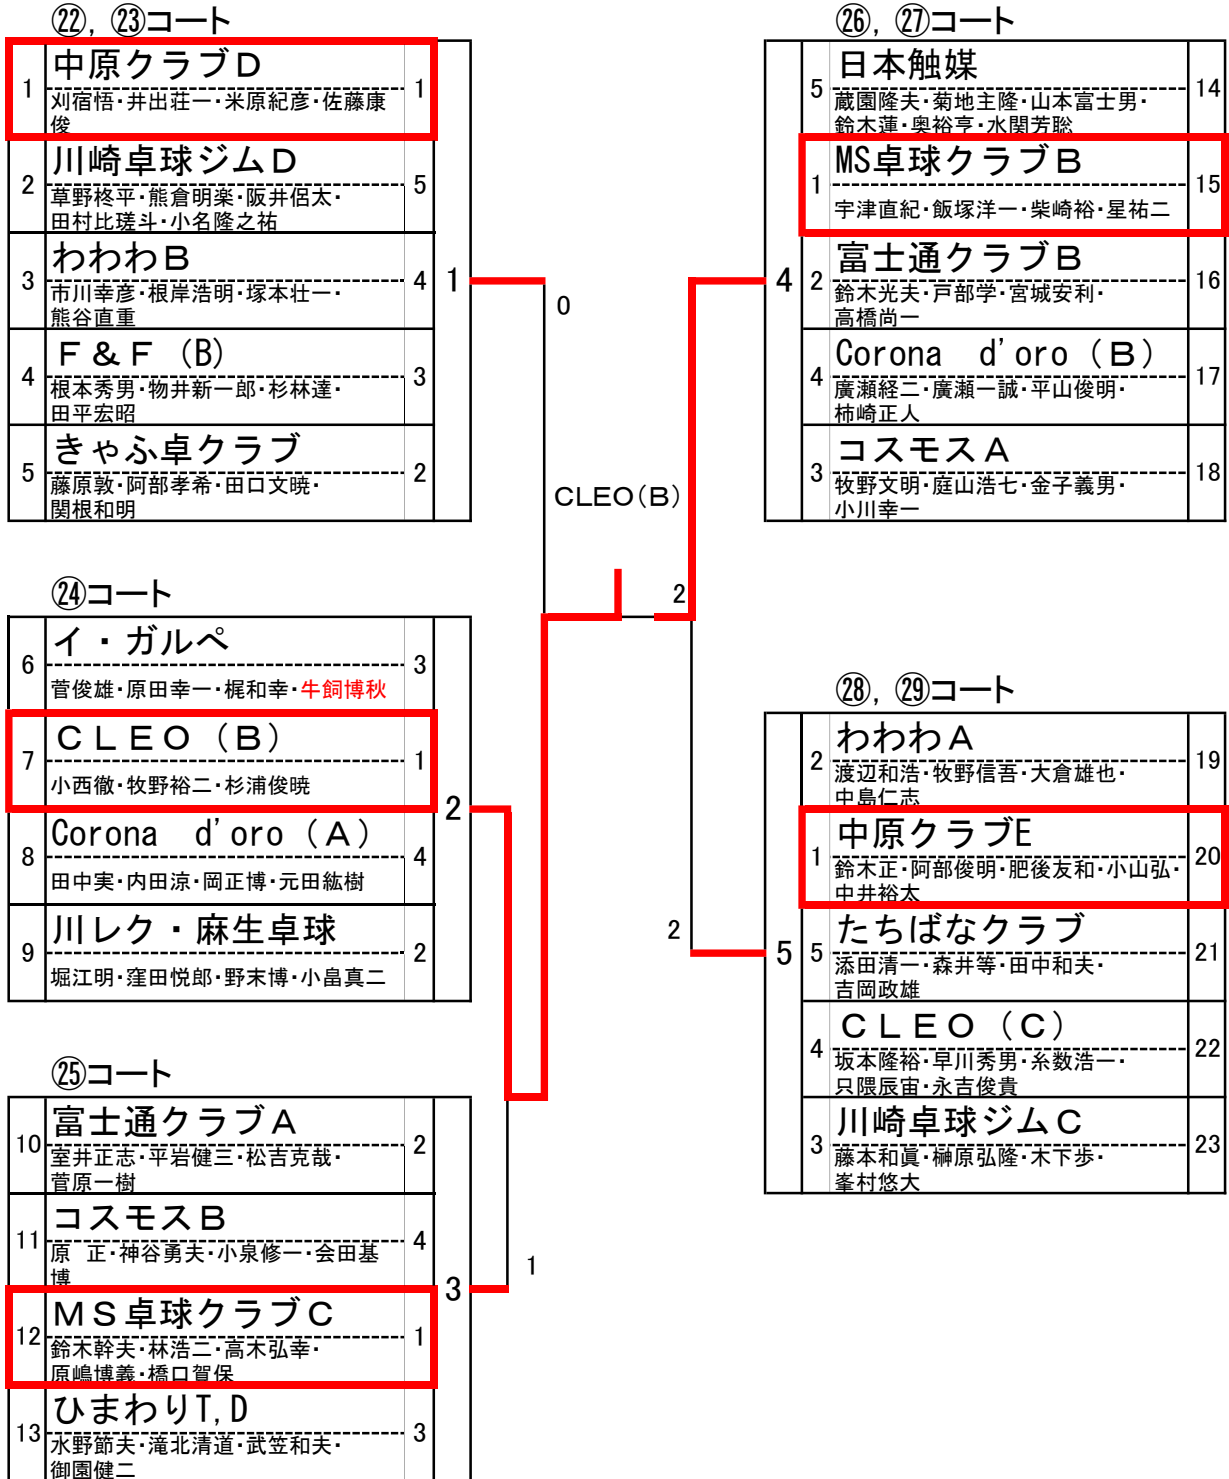 ㉒，㉓コート
1
中原クラブＤ
1
刈宿悟・井出荘一・米原紀彦・佐藤康
俊
2
川崎卓球ジムＤ
5
草野柊平・熊倉明楽・阪井侶太・
田村比瑳斗・小名隆之祐
3
わわわＢ
4
市川幸彦・根岸浩明・塚本壮一・
熊谷直重
4
Ｆ＆Ｆ（B）
3
根本秀男・物井新一郎・杉林達・
田平宏昭
5
きゃふ卓クラブ
2
藤原敦・阿部孝希・田口文暁・
関根和明
1
0
㉔コート
6
イ・ガルペ
3
菅俊雄・原田幸一・梶和幸・牛飼博秋
7
ＣＬＥＯ（Ｂ）
1
小西徹・牧野裕二・杉浦俊暁
8
Corona　d'oro（Ａ）
4
田中実・内田涼・岡正博・元田紘樹
9
川レク・麻生卓球
2
堀江明・窪田悦郎・野末博・小畠真二
2
㉕コート
10
富士通クラブＡ
2
室井正志・平岩健三・松吉克哉・
菅原一樹
11
コスモスＢ
4
原　正・神谷勇夫・小泉修一・会田基
博
12
ＭＳ卓球クラブＣ
1
鈴木幹夫・林浩二・高木弘幸・
原嶋博義・橋口賀保
13
ひまわりT,D
3
水野節夫・滝北清道・武笠和夫・
御園健二
3
1
CLEO（B）
2
2
㉖，㉗コート
5
日本触媒
14
蔵園隆夫・菊地主隆・山本富士男・
鈴木蓮・奥裕亨・水関芳聡
1
MS卓球クラブＢ
15
宇津直紀・飯塚洋一・柴崎裕・星祐二
2
富士通クラブＢ
16
鈴木光夫・戸部学・宮城安利・
高橋尚一
4
Corona　d'oro（Ｂ）
17
廣瀬経二・廣瀬一誠・平山俊明・
柿崎正人
3
コスモスＡ
18
牧野文明・庭山浩七・金子義男・
小川幸一
4
㉘，㉙コート
2
わわわＡ
19
渡辺和浩・牧野信吾・大倉雄也・
中島仁志
1
中原クラブE
20
鈴木正・阿部俊明・肥後友和・小山弘・
中井裕太
5
たちばなクラブ
21
添田清一・森井等・田中和夫・
吉岡政雄
4
ＣＬＥＯ（Ｃ）
22
坂本隆裕・早川秀男・糸数浩一・
只隈辰宙・永吉俊貴
3
川崎卓球ジムＣ
23
藤本和眞・榊原弘隆・木下歩・
峯村悠大
5